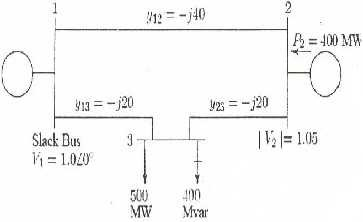 1
2
y12 = −j40
P2 = 400 MW
y13 = −j20
y23 = −j20
Slack Bus
V1 = 1.0∠0°
3
| V2 |= 1.05
500
MW
400
Mvar